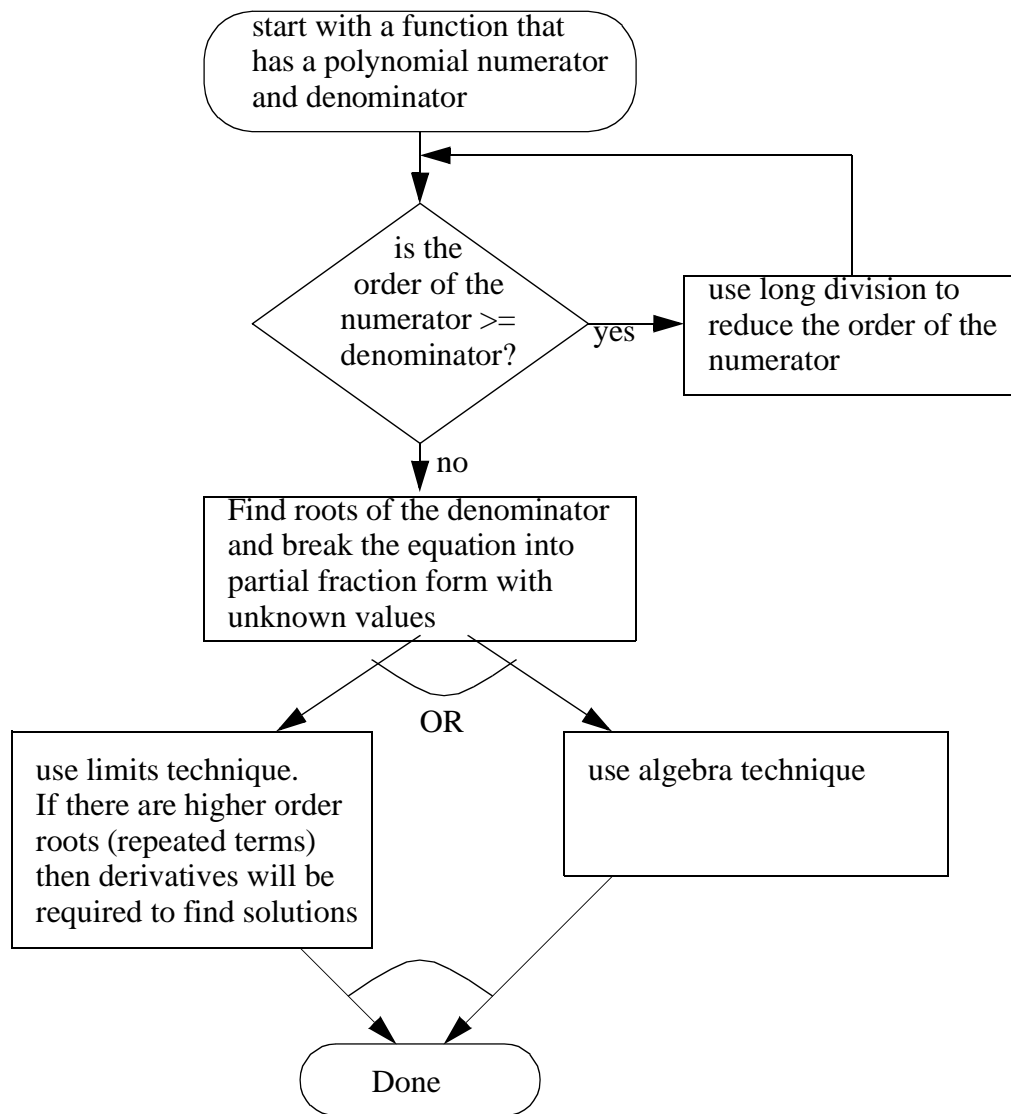 start with a function that
has a polynomial numerator
and denominator
is the
order of the
numerator >=
denominator?
yes
use long division to
reduce the order of the
numerator
no
Find roots of the denominator
and break the equation into
partial fraction form with
unknown values
OR
use limits technique.
If there are higher order
roots (repeated terms)
then derivatives will be
required to find solutions
use algebra technique
Done